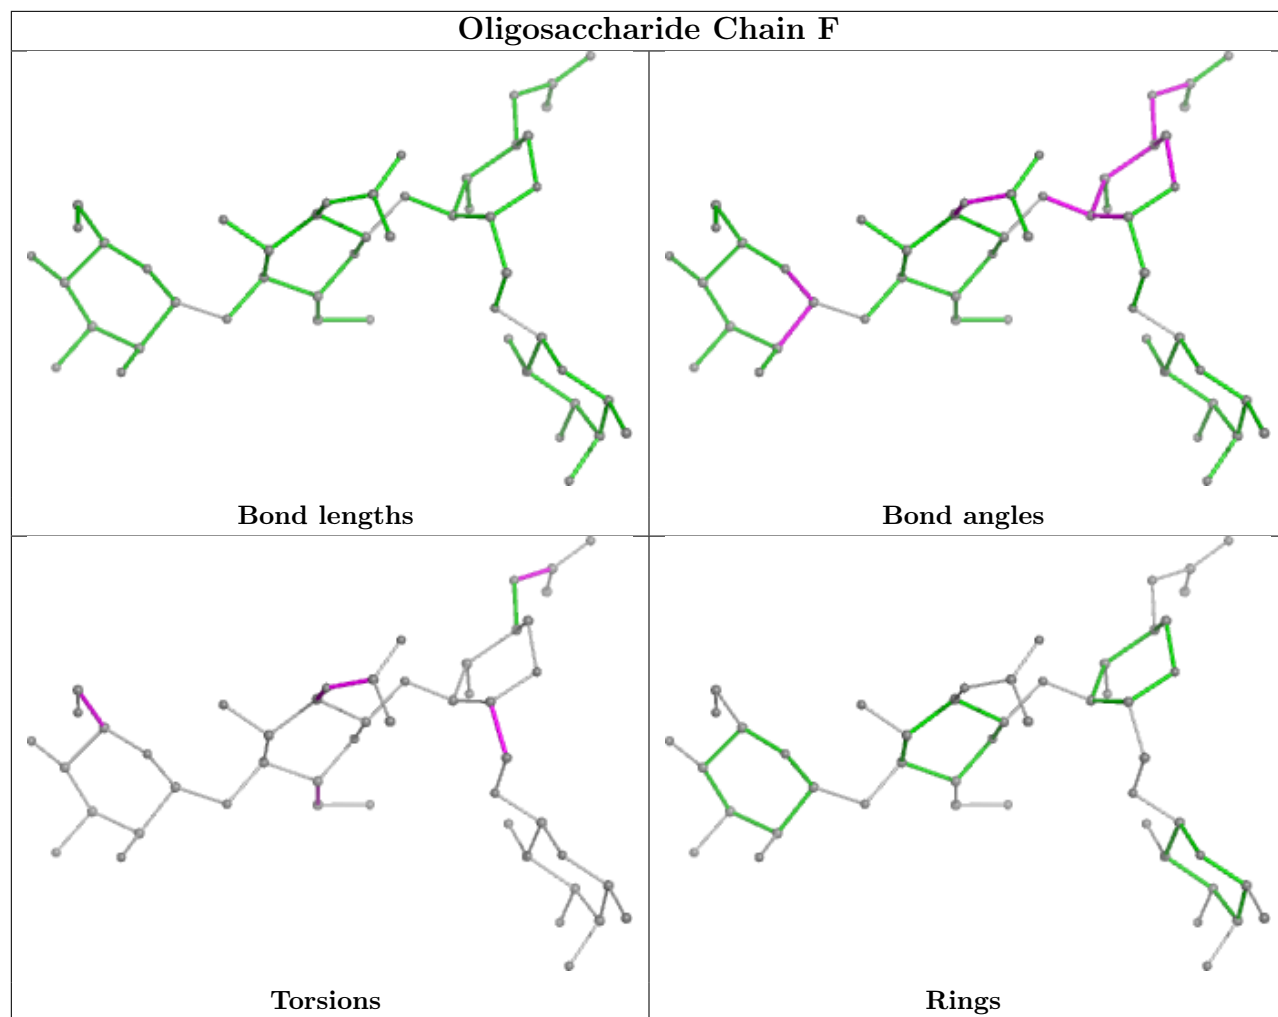 Oligosaccharide Chain F
Bond lengths
Bond angles
Torsions
Rings